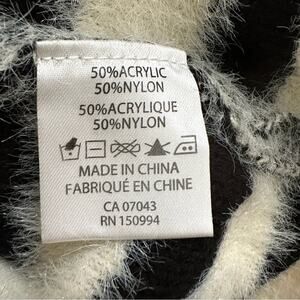 50%ACRYLIC
50%NYLON
50%ACRYLIQUE
50%NYLON
MADE IN CHINA
FABRIQUÉ EN CHINE
CA 07043
RN 150994